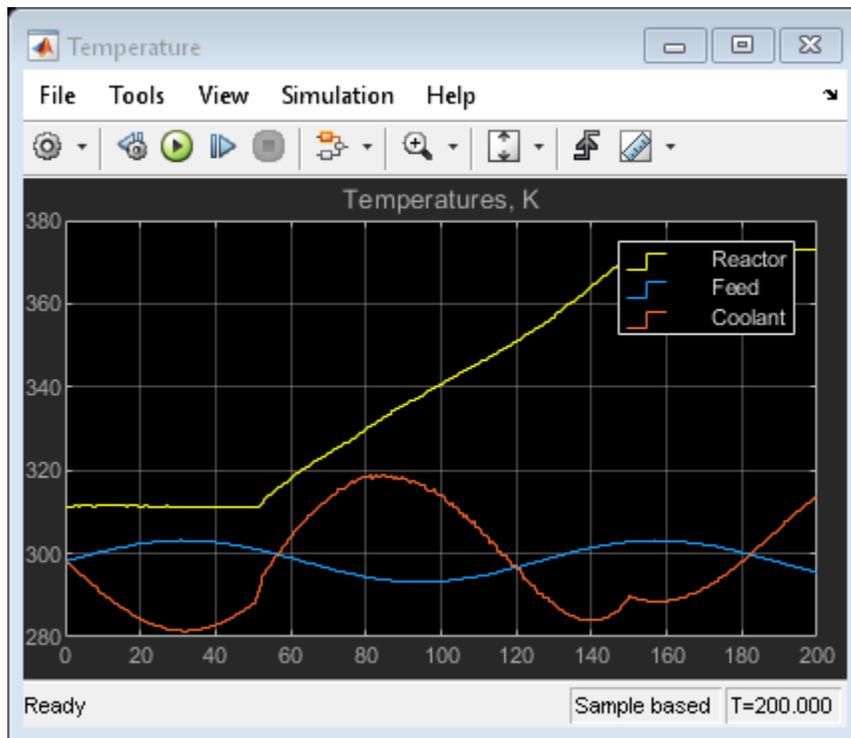 Temperature
File Tools View Simulation Help
Temperatures, K
380
360
340
320
300
280
0 20 40 60 80 100 120 140 160 180 200
Reactor
Feed
Coolant
Ready Sample based T=200.000